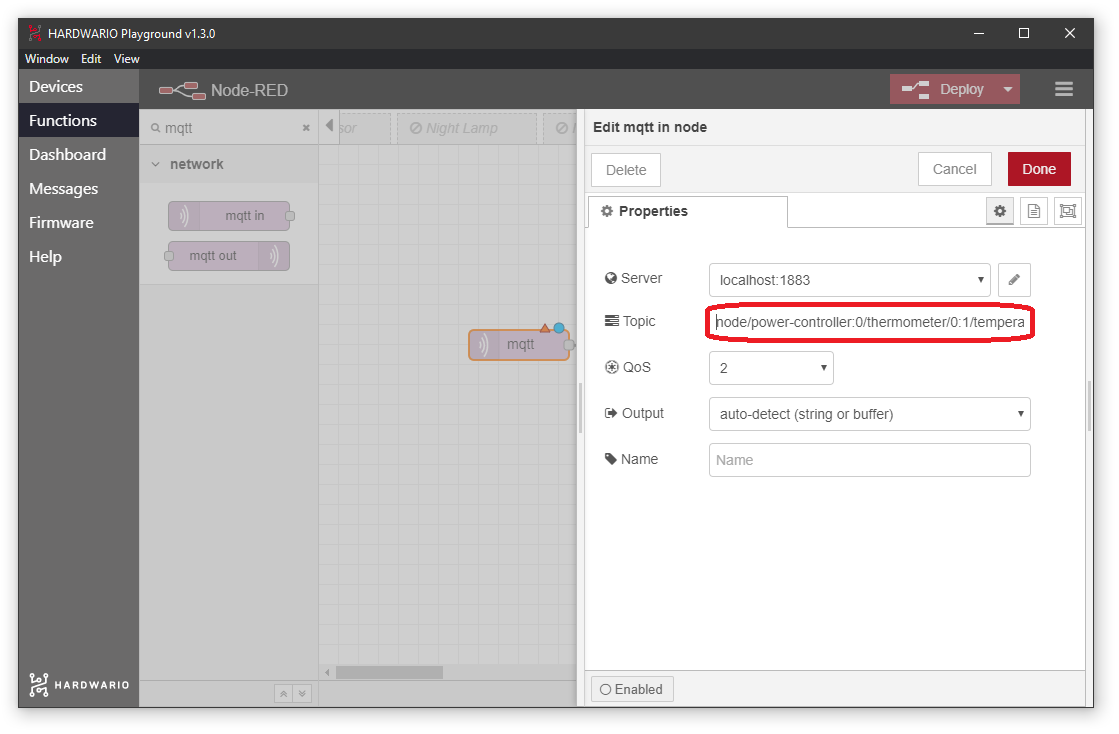 HARDWARIO Playground v1.3.0
Window Edit View
Devices
Functions
Dashboard
Messages
Firmware
Help
HARDWARIO
Node-RED
Deploy
mqtt
network
mqtt in
mqtt out
sor
Night Lamp
mqtt
Edit mqtt in node
Delete
Cancel
Done
Properties
Server
localhost:1883
Topic
node/power-controller:0/thermometer/0:1/tempera
QoS
2
Output
auto-detect (string or buffer)
Name
Name
Enabled